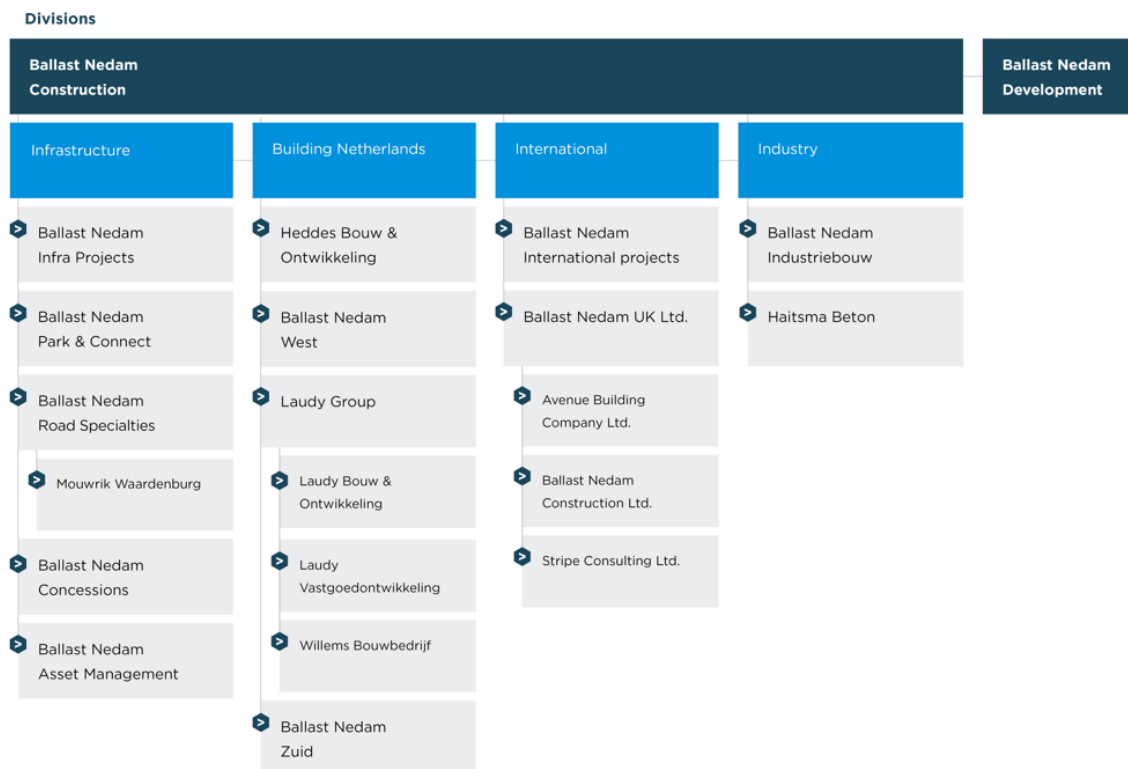 Divisions
Ballast Nedam
Construction
Ballast Nedam
Development
Infrastructure
Building Netherlands
International
Industry
Ballast Nedam
Infra Projects
Ballast Nedam
Park & Connect
Ballast Nedam
Road Specialties
Mouwrik Waardenburg
Ballast Nedam
Concessions
Ballast Nedam
Asset Management
Heddes Bouw &
Ontwikkeling
Ballast Nedam
West
Laudy Group
Laudy Bouw &
Ontwikkeling
Laudy
Vastgoedontwikkeling
Willems Bouwbedrijf
Ballast Nedam
Zuid
Ballast Nedam
International projects
Ballast Nedam UK Ltd.
Avenue Building
Company Ltd.
Ballast Nedam
Construction Ltd.
Stripe Consulting Ltd.
Ballast Nedam
Industriebouw
Haitsma Beton